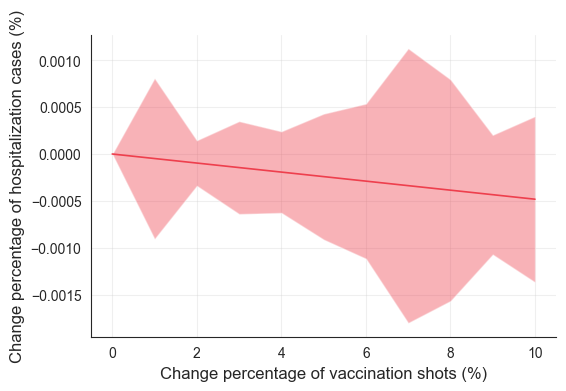 Change percentage of hospitalization cases (%)
0.0010
0.0005
0.0000
−0.0005
−0.0010
−0.0015
0 2 4 6 8 10
Change percentage of vaccination shots (%)